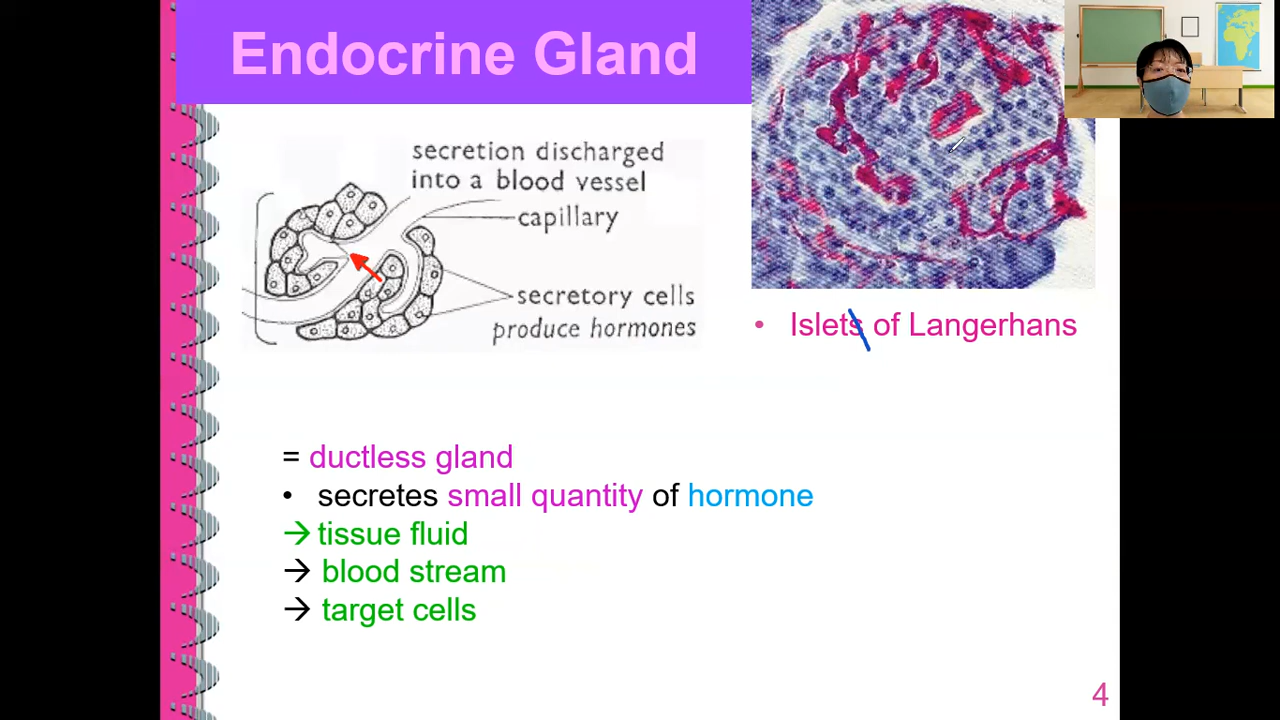 Endocrine Gland
secretion discharged
into a blood vessel
capillary
secretory cells
produce hormones
• Islets of Langerhans
= ductless gland
• secretes small quantity of hormone
→ tissue fluid
→ blood stream
→ target cells
4